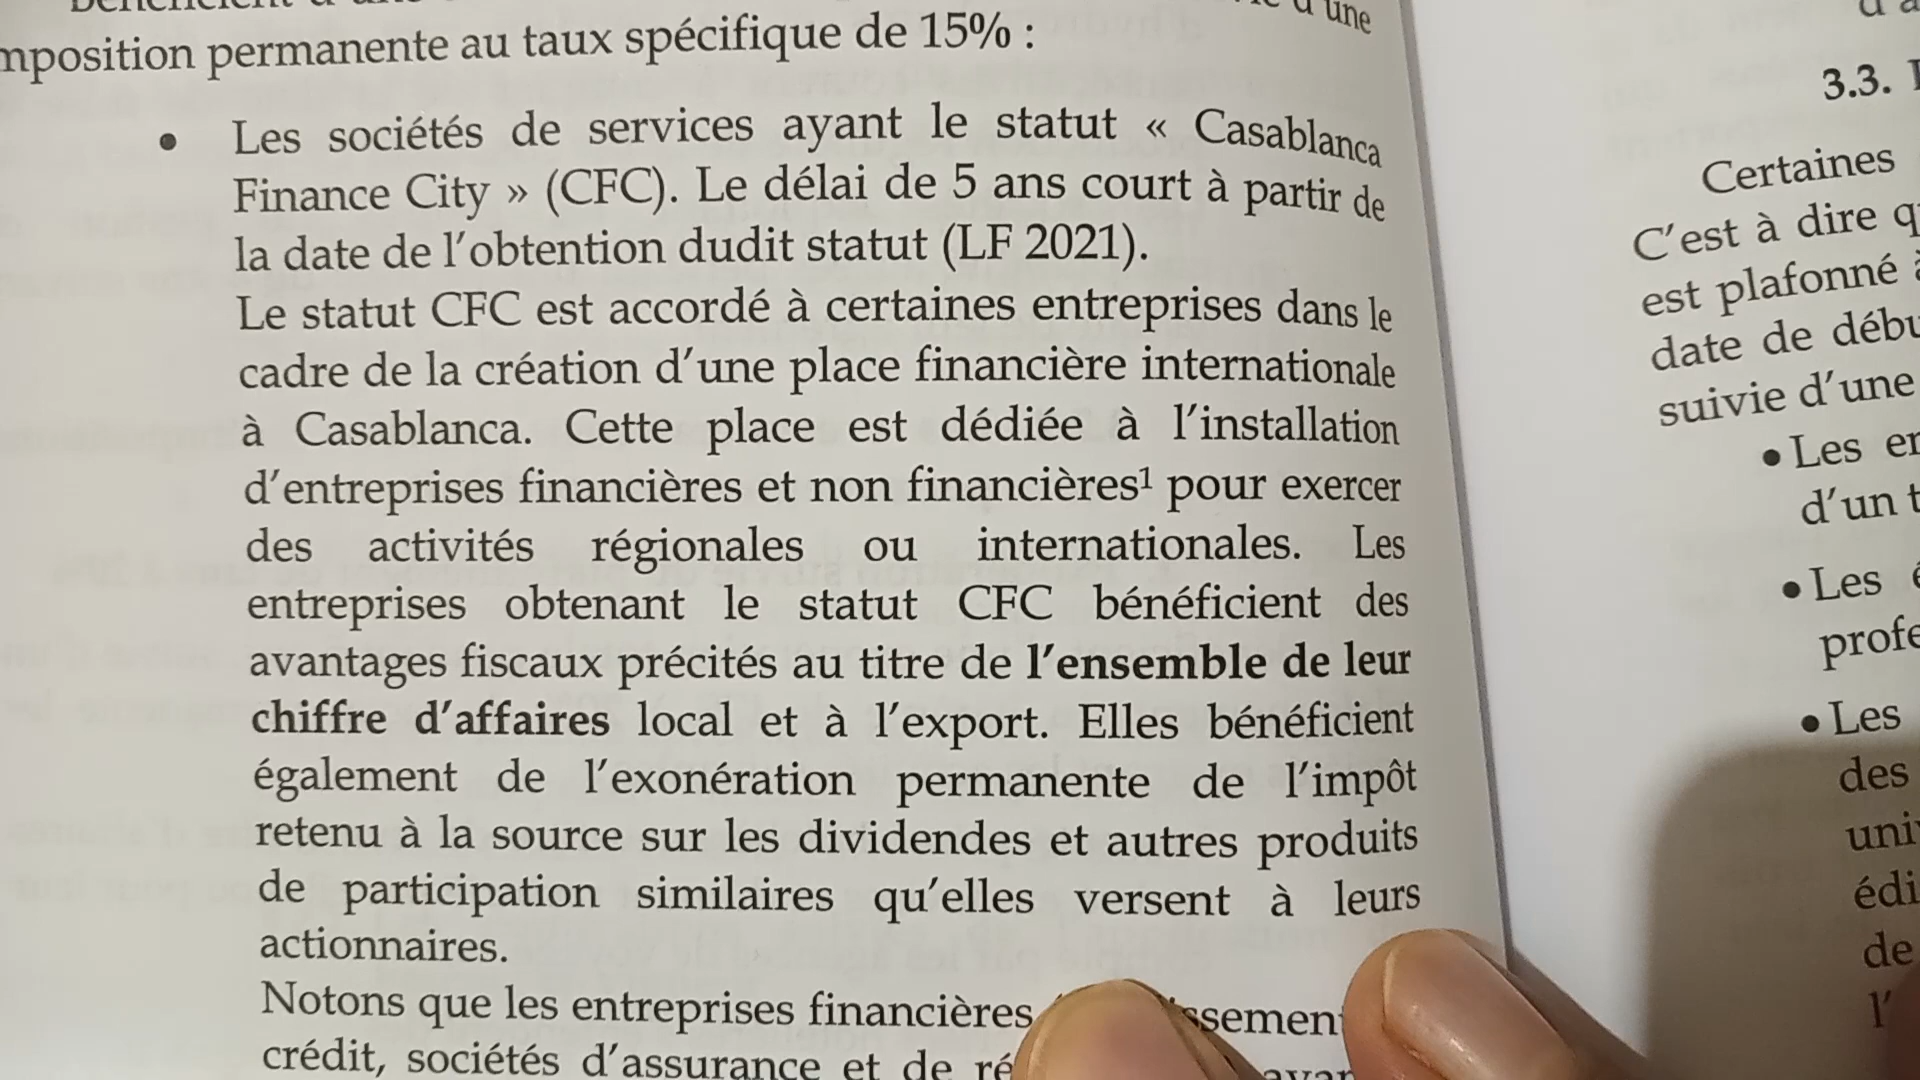 d'une
mposition permanente au taux spécifique de 15% :
• Les sociétés de services ayant le statut « Casablanca
Finance City » (CFC). Le délai de 5 ans court à partir de
la date de l'obtention dudit statut (LF 2021).
Le statut CFC est accordé à certaines entreprises dans le
cadre de la création d'une place financière internationale
à Casablanca. Cette place est dédiée à l'installation
d'entreprises financières et non financières¹ pour exercer
des activités régionales ou internationales. Les
entreprises obtenant le statut CFC bénéficient des
avantages fiscaux précités au titre de l'ensemble de leur
chiffre d'affaires local et à l'export. Elles bénéficient
également de l'exonération permanente de l'impôt
retenu à la source sur les dividendes et autres produits
de participation similaires qu'elles versent à leurs
actionnaires.
Notons que les entreprises financières
crédit, sociétés d'assurance et de ré
3.3.
Certaines
C'est à dire q
est plafonné
date de débu
suivie d'une
• Les
d'un t
• Les
profe
• Les
des
uni
édi
de
l'